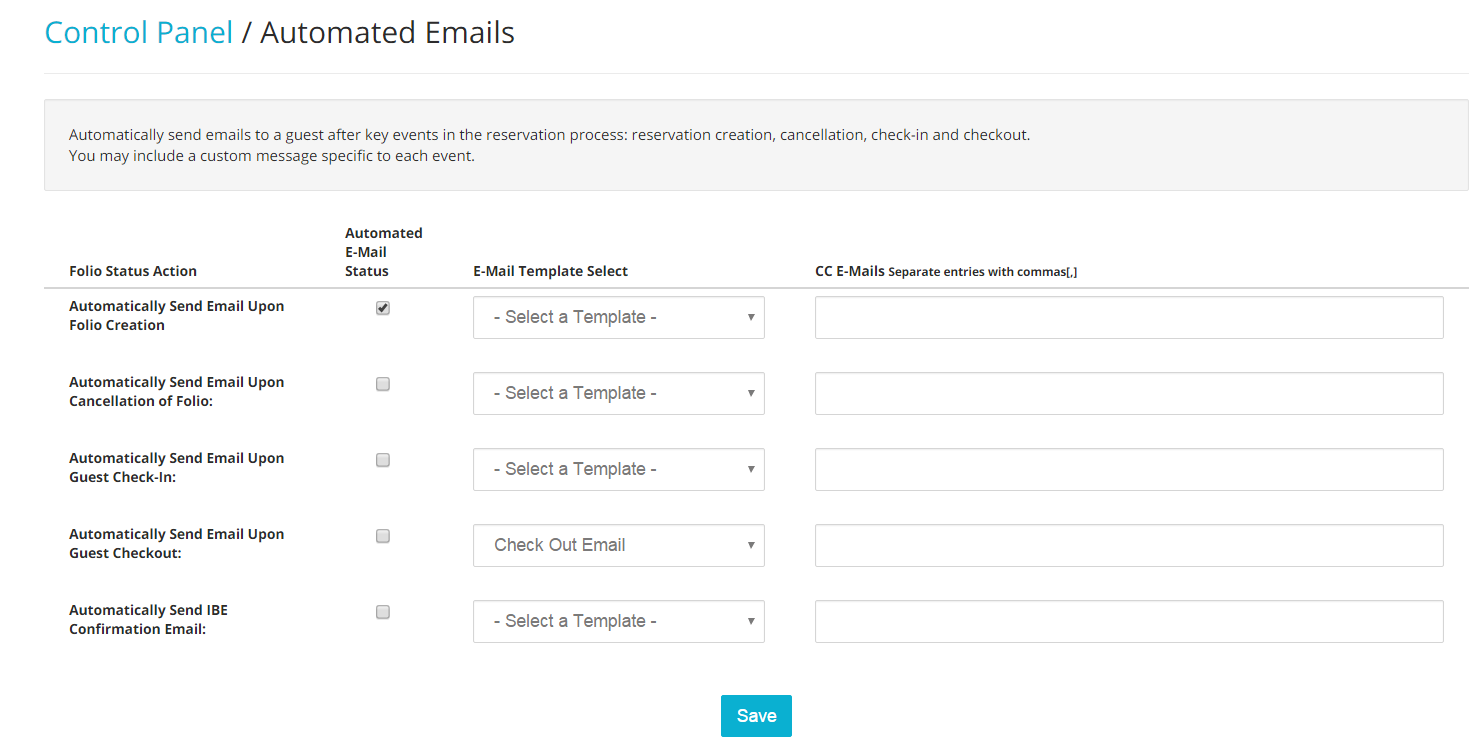 Control Panel / Automated Emails
Automatically send emails to a guest after key events in the reservation process: reservation creation, cancellation, check-in and checkout.
You may include a custom message specific to each event.
Folio Status Action
Automated
E-Mail
Status
E-Mail Template Select
CC E-Mails Separate entries with commas[,]
Automatically Send Email Upon
Folio Creation
- Select a Template -
Automatically Send Email Upon
Cancellation of Folio:
- Select a Template -
Automatically Send Email Upon
Guest Check-In:
- Select a Template -
Automatically Send Email Upon
Guest Checkout:
Check Out Email
Automatically Send IBE
Confirmation Email:
- Select a Template -
Save